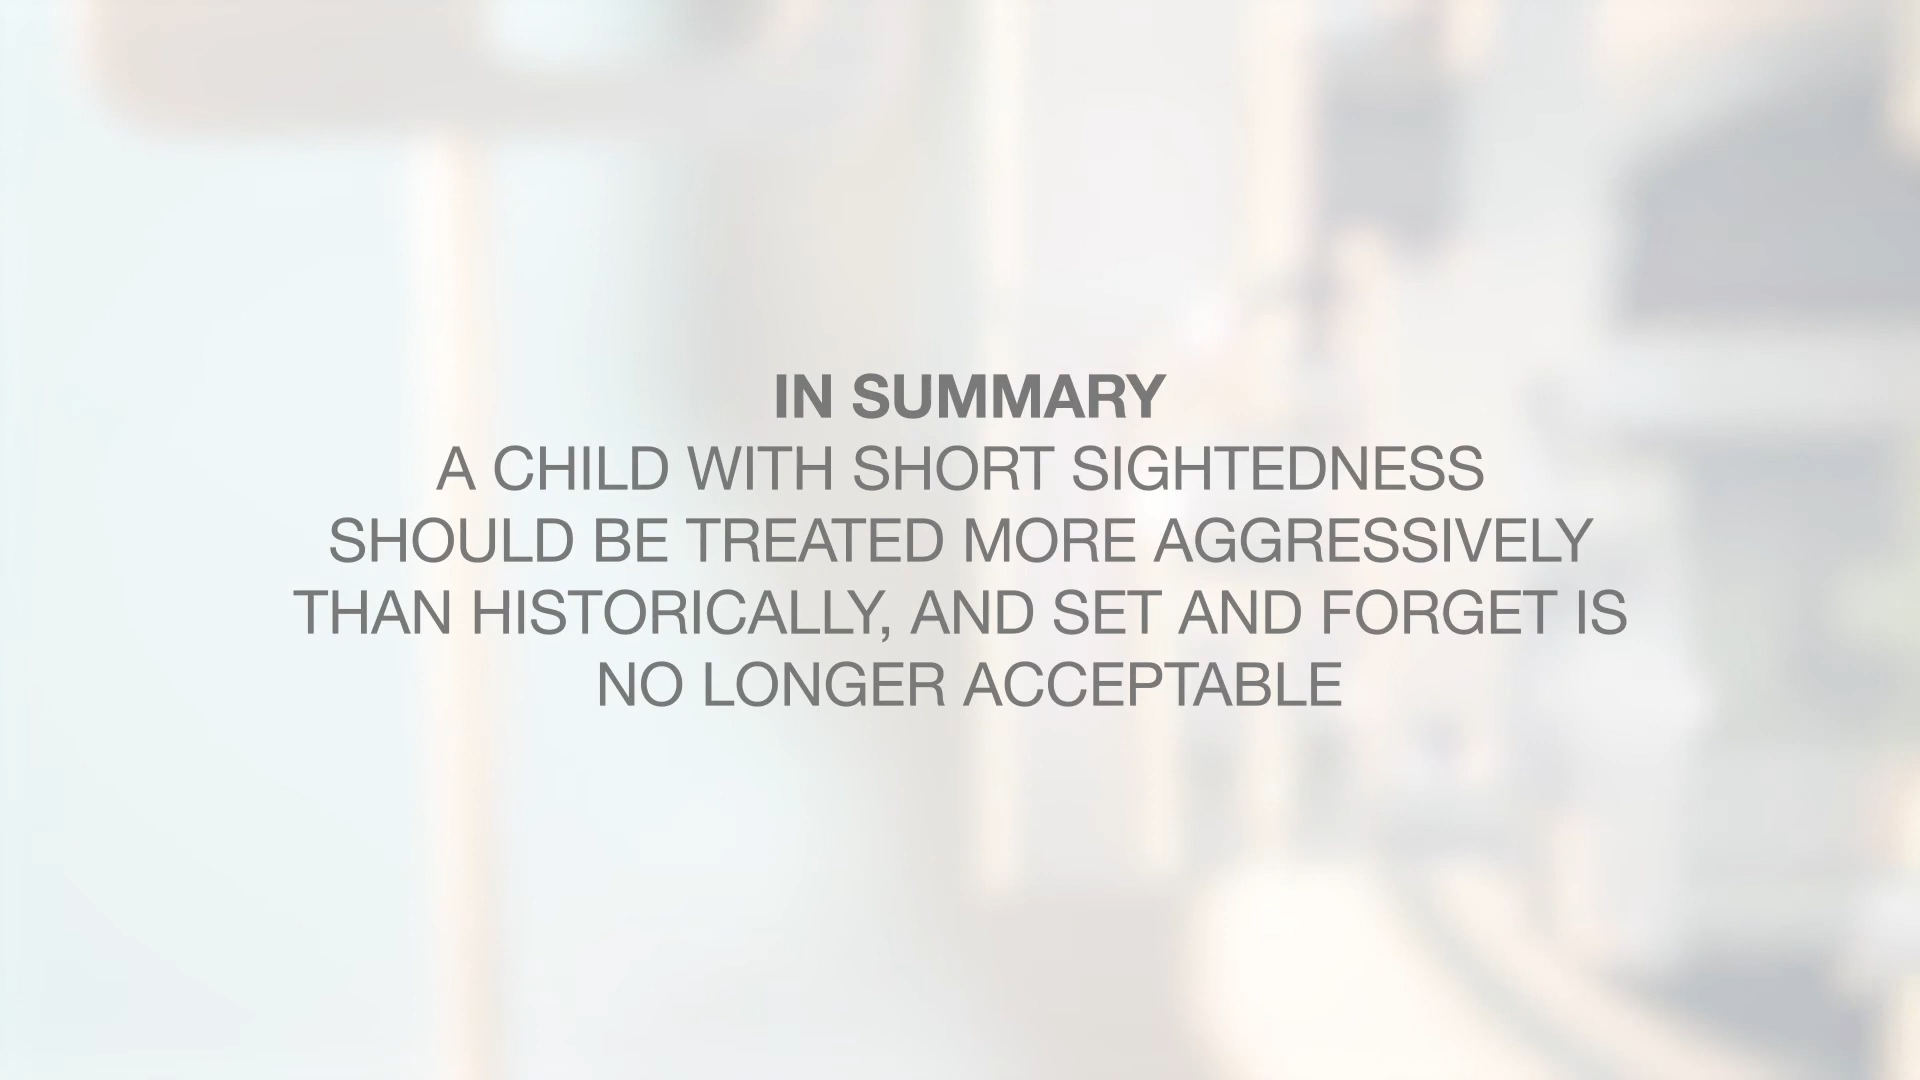 IN SUMMARY
A CHILD WITH SHORT SIGHTEDNESS
SHOULD BE TREATED MORE AGGRESSIVELY
THAN HISTORICALLY, AND SET AND FORGET IS
NO LONGER ACCEPTABLE